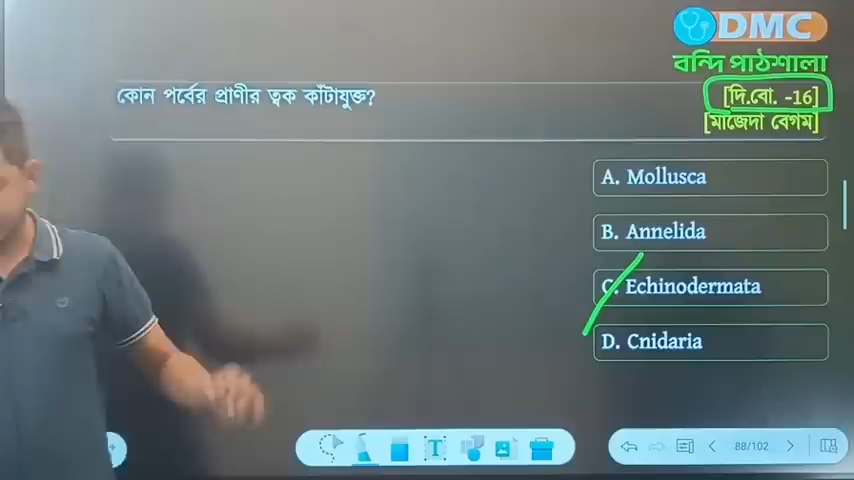 DMC
বন্দি পাঠশালা
[দি.বো. -16]
[মাজেদা বেগম]
কোন পর্বের প্রাণীর ত্বক কাঁটাযুক্ত?
A. Mollusca
B. Annelida
C. Echinodermata
D. Cnidaria
T
88/102